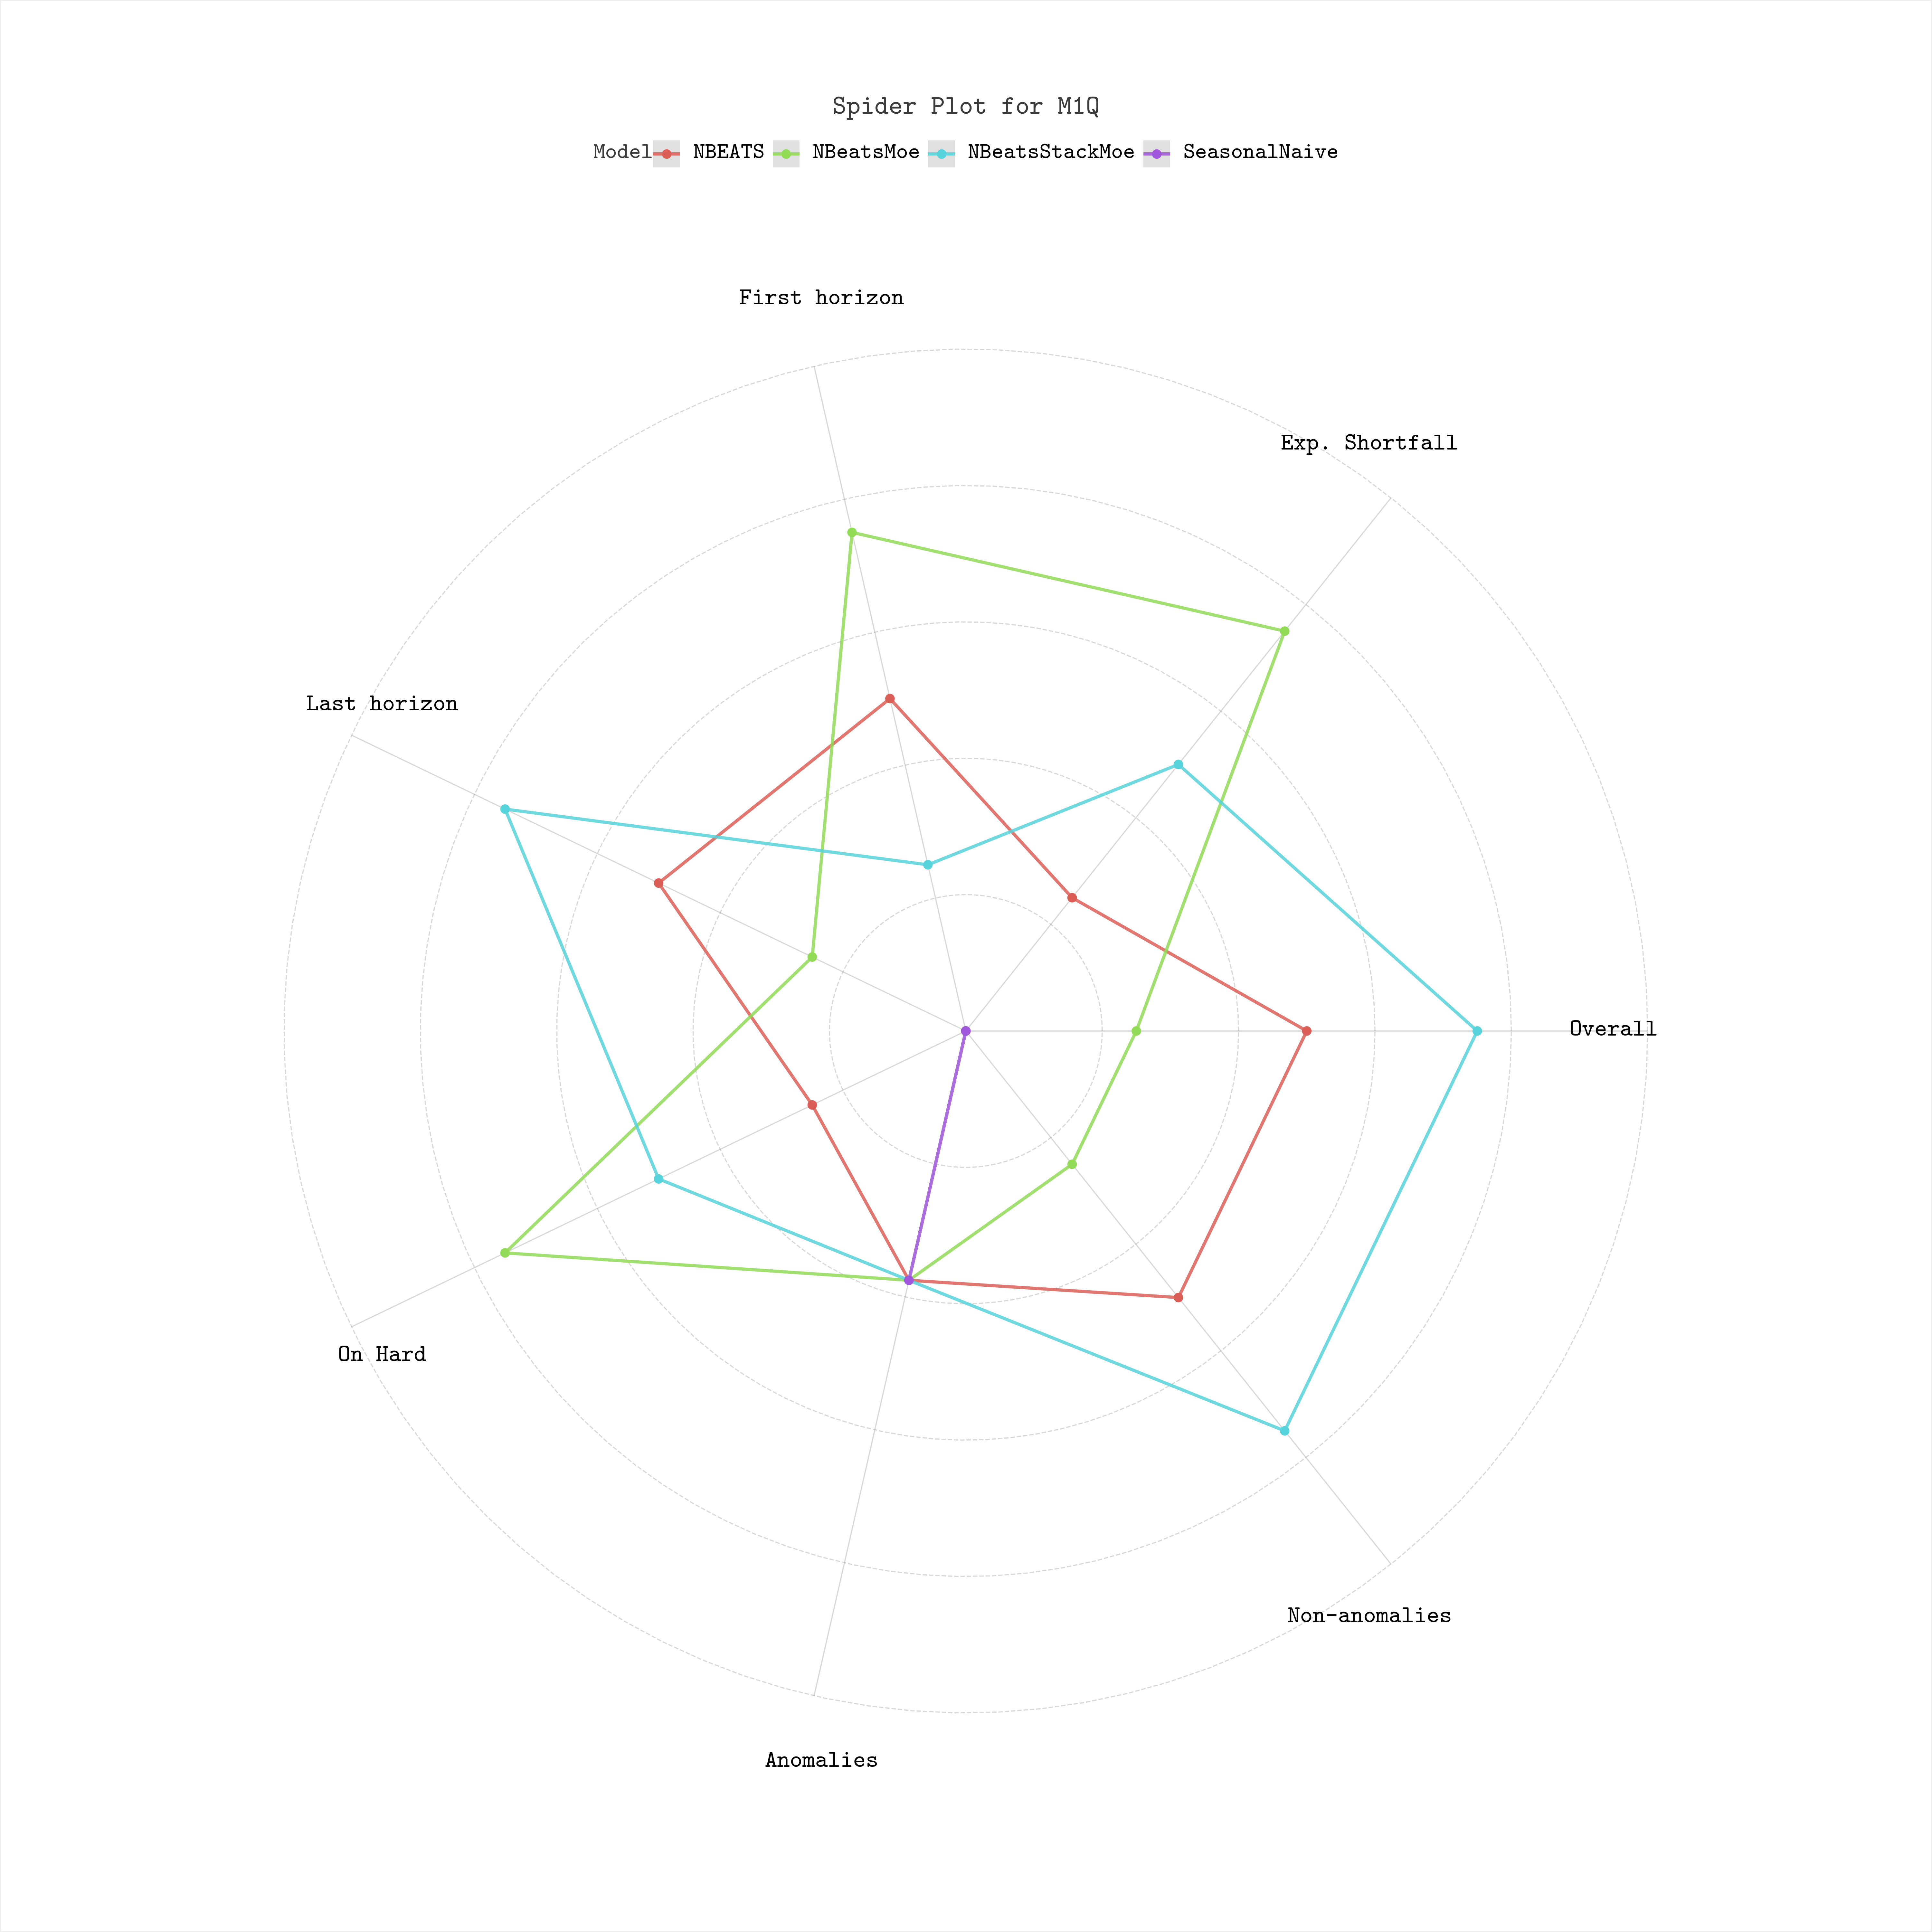 Spider Plot for M1Q
Model NBEATS NBeatsMoe NBeatsStackMoe SeasonalNaive
First horizon
Exp. Shortfall
Last horizon
Overall
On Hard
Non-anomalies
Anomalies